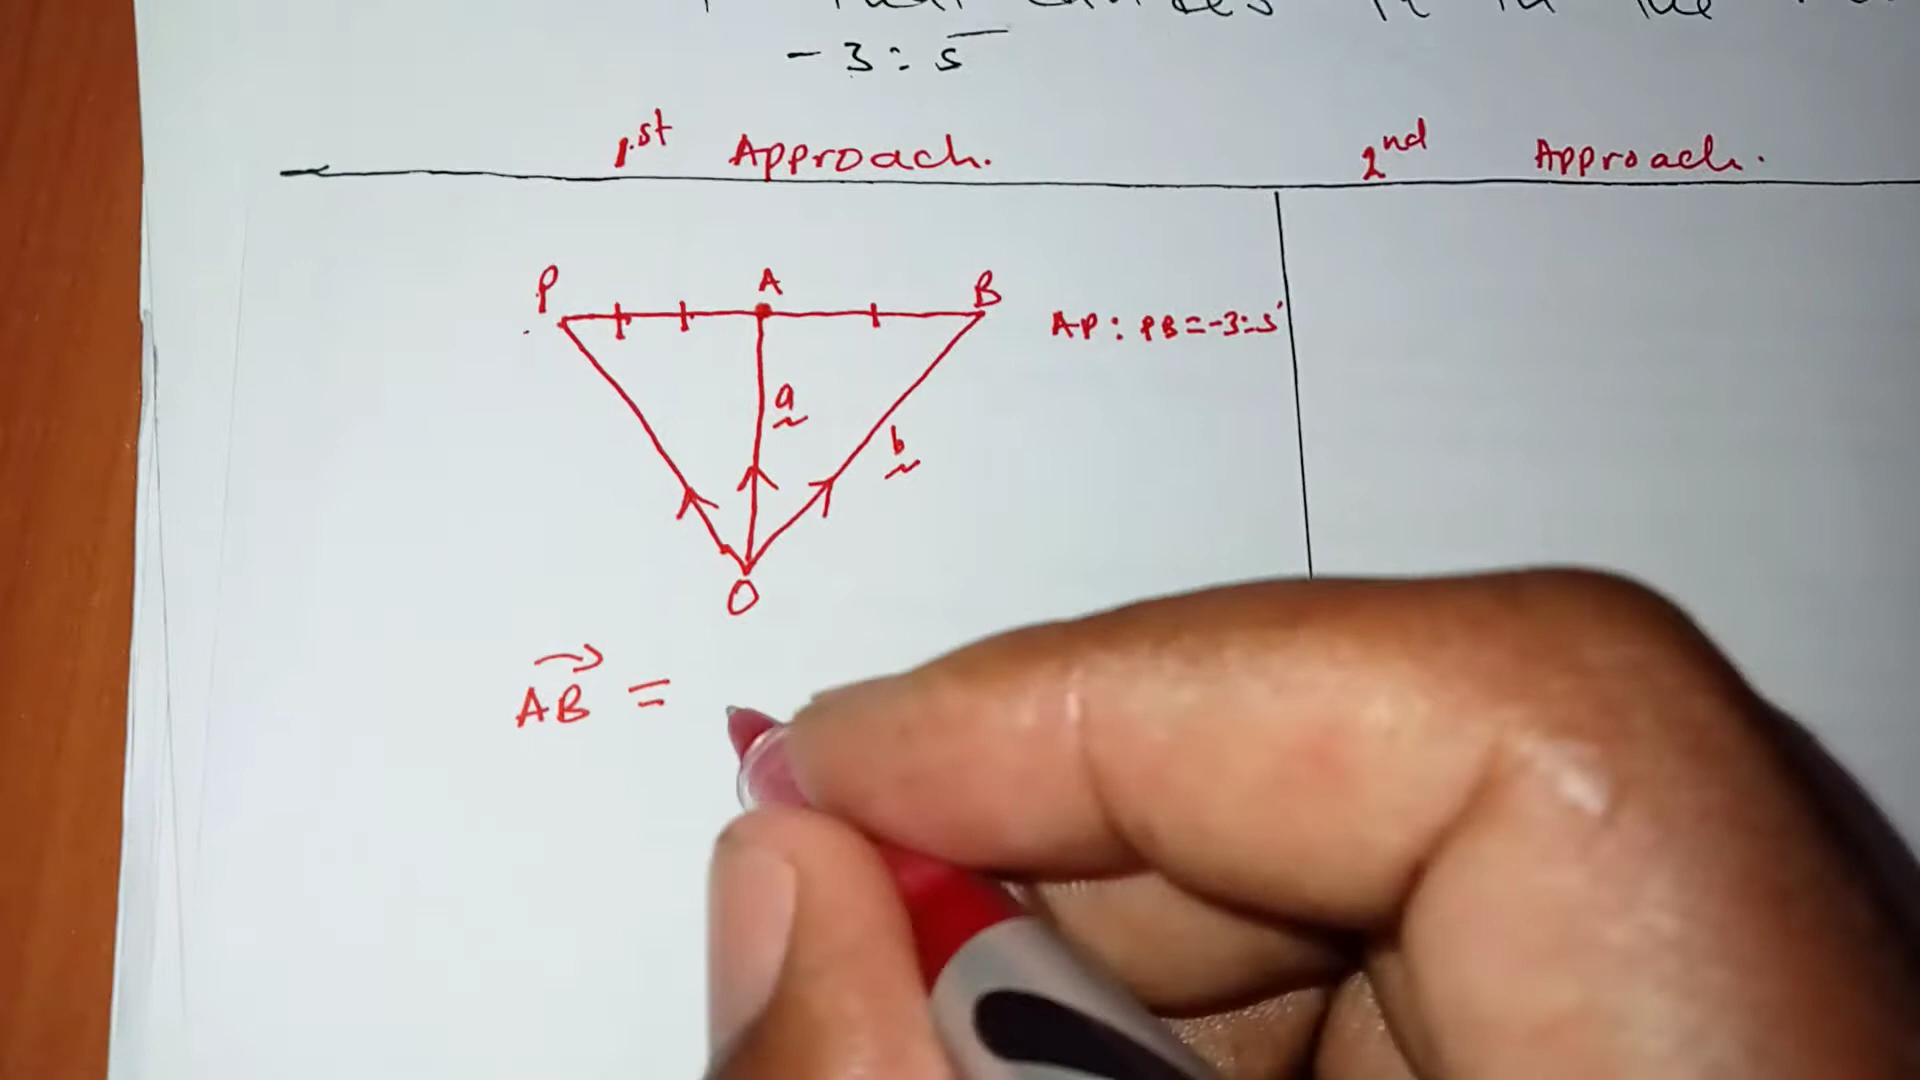 -3:5
1st Approach.
2nd Approach.
P A B
AP : PB = -3:5
a
b
O
AB =